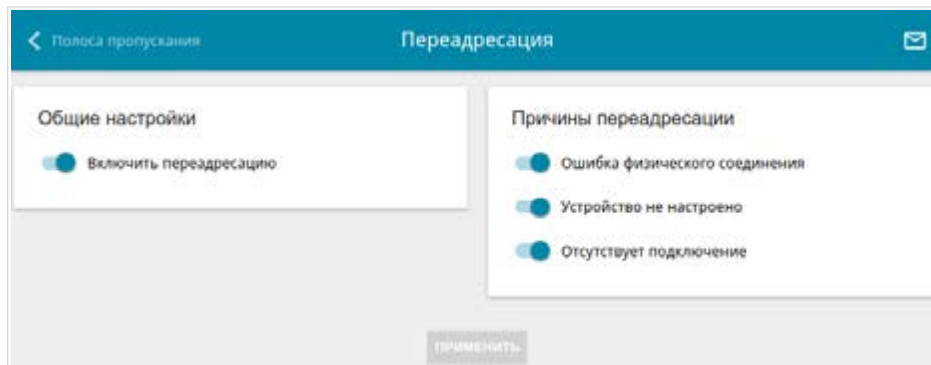 Полоса пропускания
Переадресация
Общие настройки
Включить переадресацию
Причины переадресации
Ошибка физического соединения
Устройство не настроено
Отсутствует подключение
ПРИМЕНИТЬ